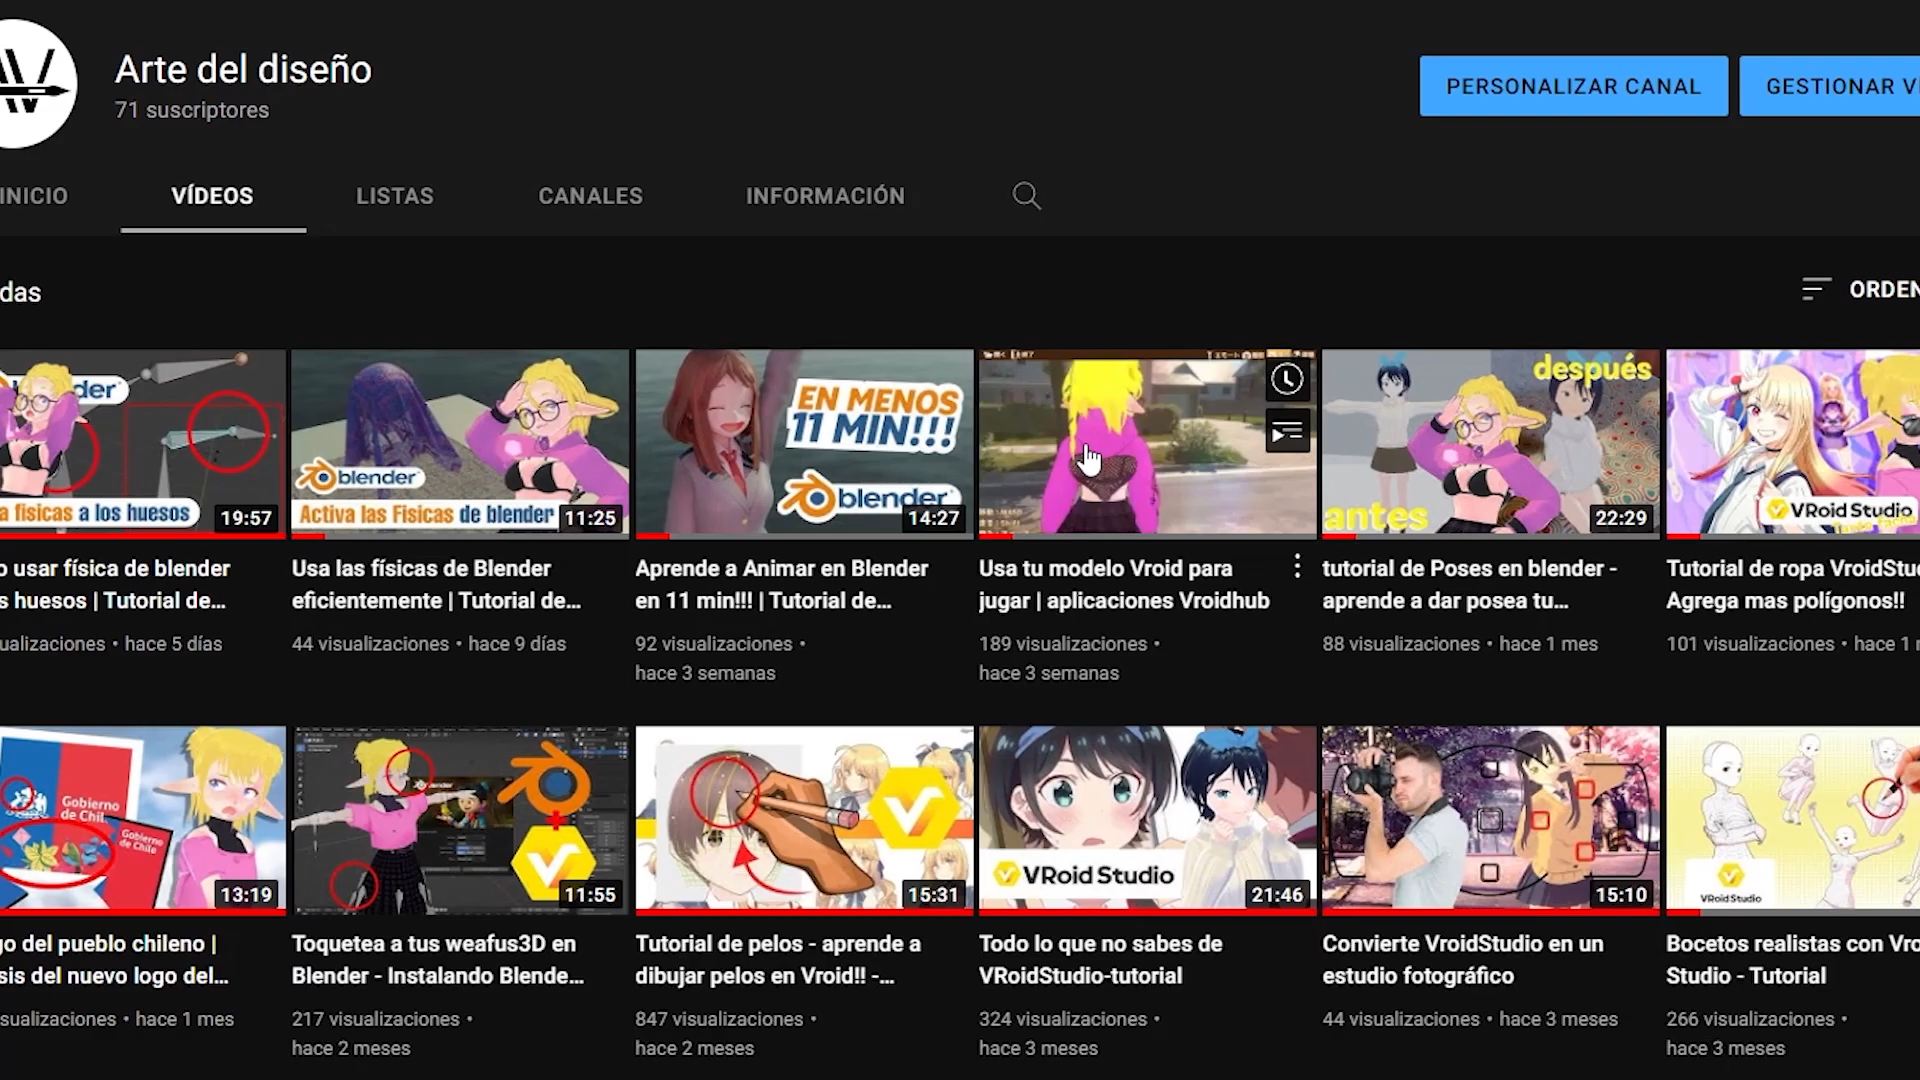 Arte del diseño
71 suscriptores
PERSONALIZAR CANAL
GESTIONAR V
INICIO
VÍDEOS
LISTAS
CANALES
INFORMACIÓN
das
ORDEN
der
a fisicas a los huesos
19:57
blender
Activa las Fisicas de blender
11:25
EN MENOS
11 MIN!!!
blender
14:27
después
antes
22:29
VRoid Studio
o usar física de blender
s huesos | Tutorial de...
ualizaciones • hace 5 días
Usa las físicas de Blender
eficientemente | Tutorial de...
44 visualizaciones • hace 9 días
Aprende a Animar en Blender
en 11 min!!! | Tutorial de...
92 visualizaciones •
hace 3 semanas
Usa tu modelo Vroid para
jugar | aplicaciones Vroidhub
189 visualizaciones •
hace 3 semanas
tutorial de Poses en blender -
aprende a dar posea tu...
88 visualizaciones • hace 1 mes
Tutorial de ropa VroidStu
Agrega mas polígonos!!
101 visualizaciones • hace 1
Gobierno
de Chil
Gobierno
de Chile
13:19
blender
11:55
15:31
VRoid Studio
21:46
15:10
VRoid Studio
go del pueblo chileno |
sis del nuevo logo del...
sualizaciones • hace 1 mes
Toquetea a tus weafus3D en
Blender - Instalando Blende...
217 visualizaciones •
hace 2 meses
Tutorial de pelos - aprende a
dibujar pelos en Vroid!! -...
847 visualizaciones •
hace 2 meses
Todo lo que no sabes de
VRoidStudio-tutorial
324 visualizaciones •
hace 3 meses
Convierte VroidStudio en un
estudio fotográfico
44 visualizaciones • hace 3 meses
Bocetos realistas con Vro
Studio - Tutorial
266 visualizaciones •
hace 3 meses